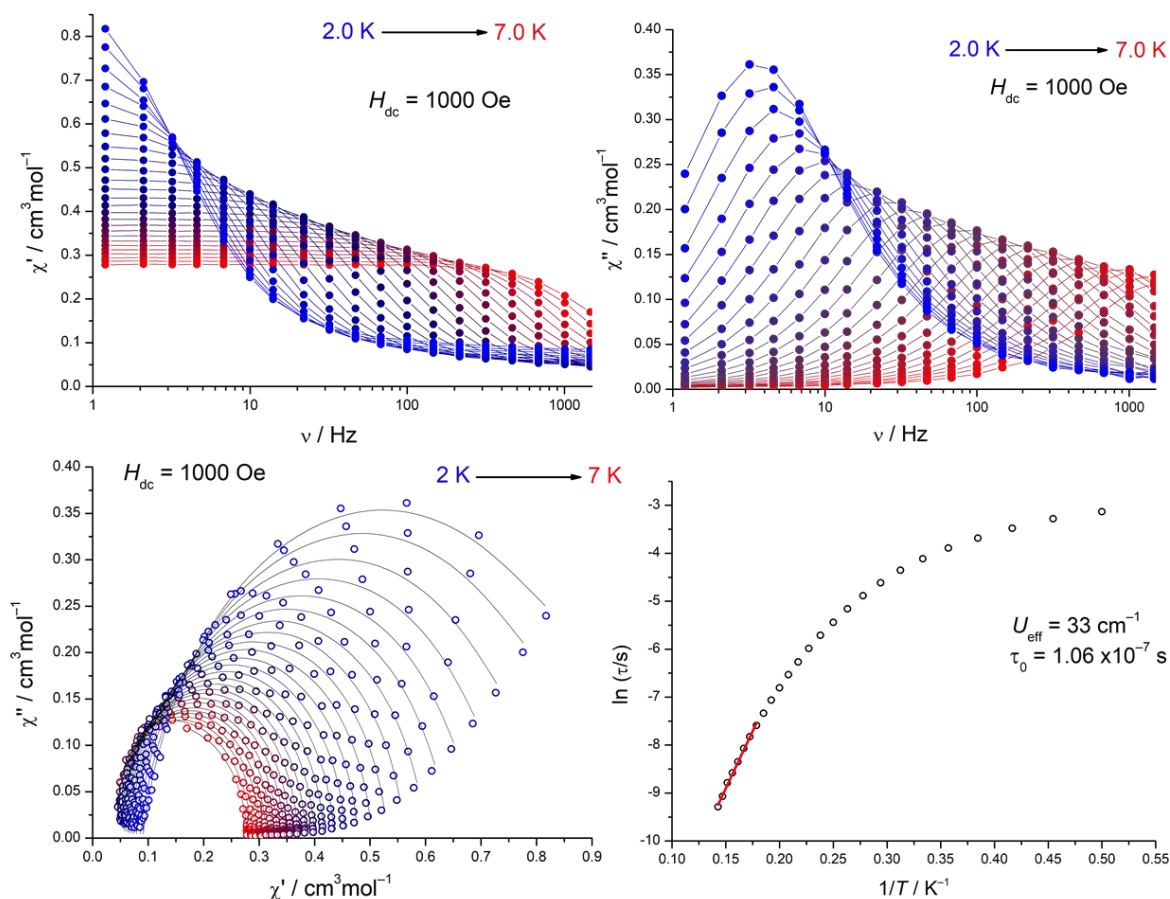 2.0 K 7.0 K
H_dc = 1000 Oe
χ' / cm³mol⁻¹
0.8
0.7
0.6
0.5
0.4
0.3
0.2
0.1
0.0
1 10 100 1000
ν / Hz
2.0 K 7.0 K
H_dc = 1000 Oe
χ'' / cm³mol⁻¹
0.40
0.35
0.30
0.25
0.20
0.15
0.10
0.05
0.00
1 10 100 1000
ν / Hz
H_dc = 1000 Oe
2 K 7 K
χ'' / cm³mol⁻¹
0.40
0.35
0.30
0.25
0.20
0.15
0.10
0.05
0.00
0.0 0.1 0.2 0.3 0.4 0.5 0.6 0.7 0.8 0.9
χ' / cm³mol⁻¹
ln (τ/s)
-3
-4
-5
-6
-7
-8
-9
-10
U_eff = 33 cm⁻¹
τ₀ = 1.06 x10⁻⁷ s
0.10 0.15 0.20 0.25 0.30 0.35 0.40 0.45 0.50 0.55
1/T / K⁻¹